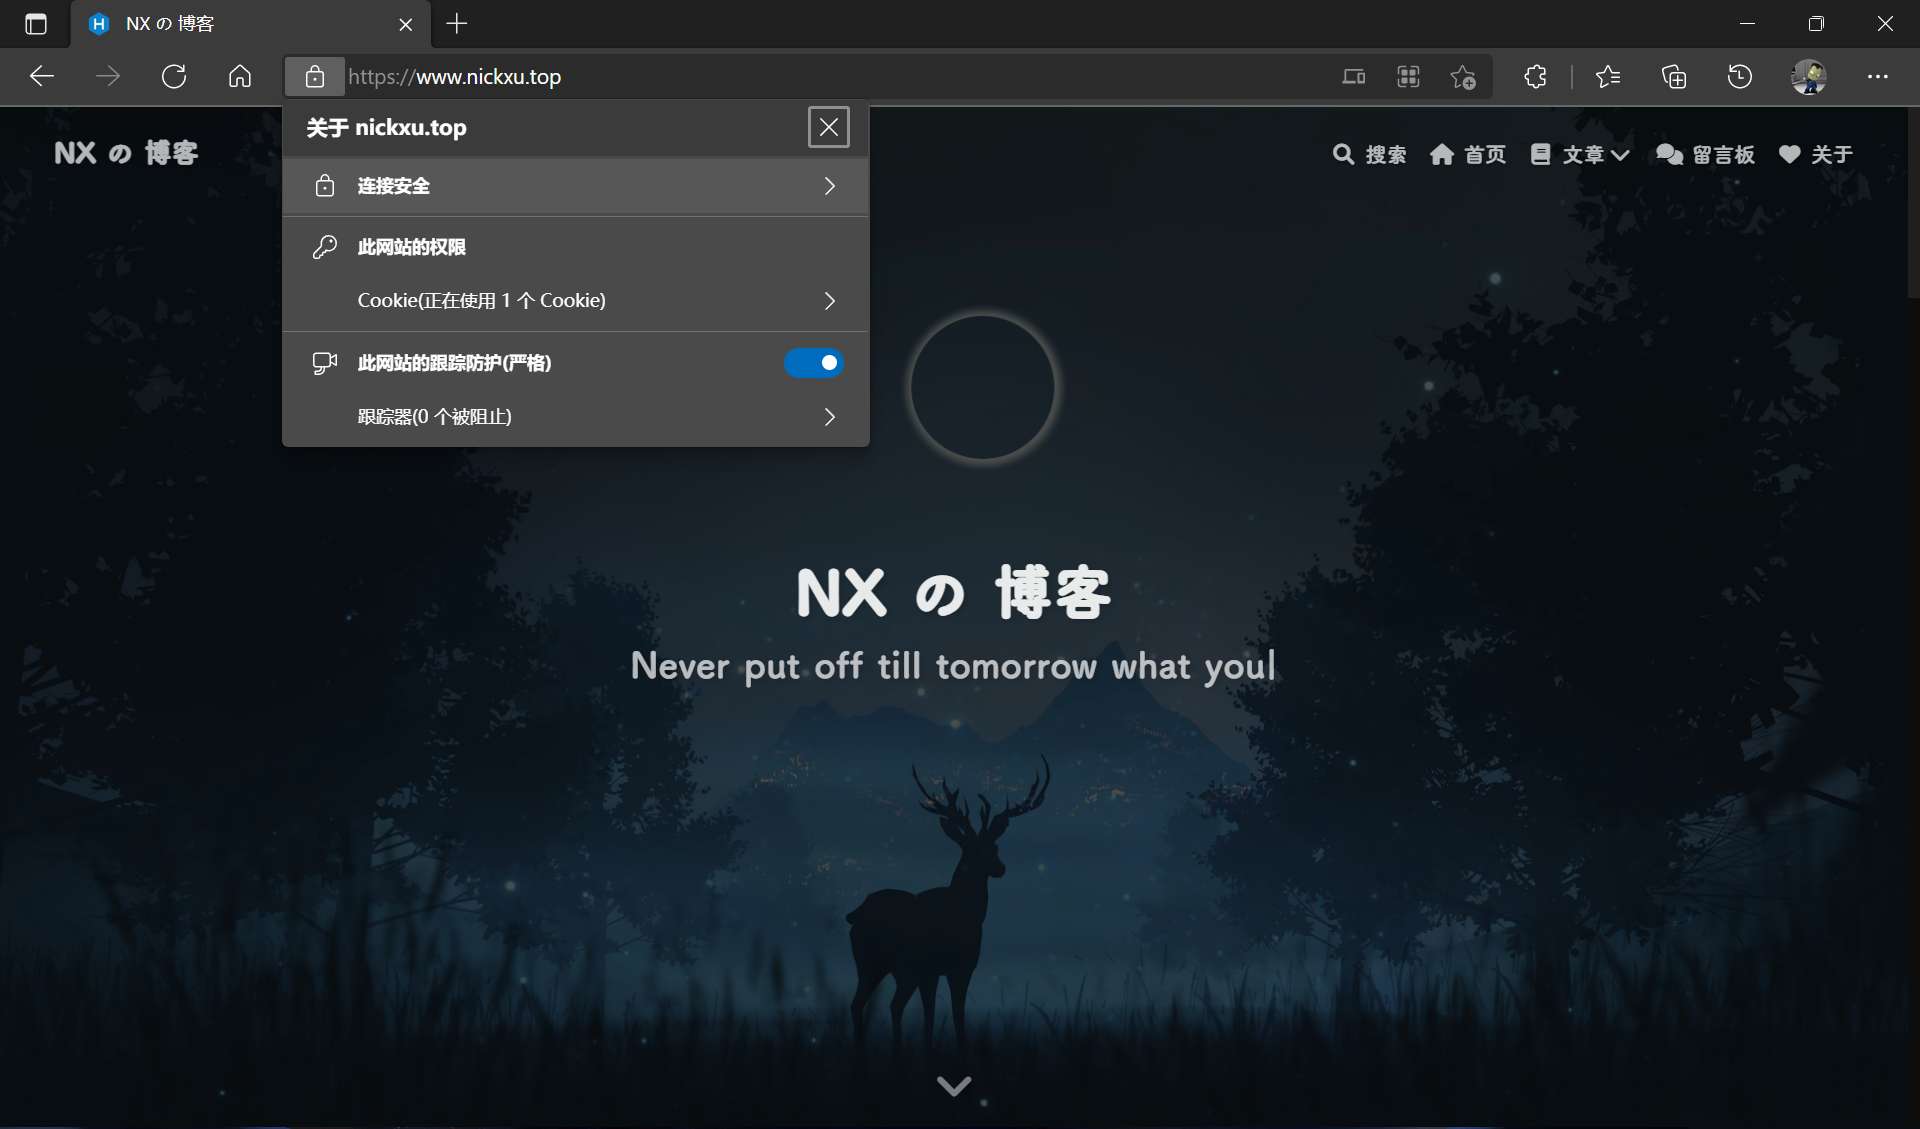 NX の 博客
https://www.nickxu.top
关于 nickxu.top
连接安全
此网站的权限
Cookie(正在使用 1 个 Cookie)
此网站的跟踪防护(严格)
跟踪器(0 个被阻止)
NX の 博客
搜索 首页 文章 留言板 关于
NX の 博客
Never put off till tomorrow what you|